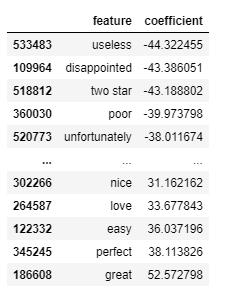 feature coefficient
533483 useless -44.322455
109964 disappointed -43.386051
518812 two star -43.188802
360030 poor -39.973798
520773 unfortunately -38.011674
... ... ...
302266 nice 31.162162
264587 love 33.677843
122332 easy 36.037196
345245 perfect 38.113826
186608 great 52.572798